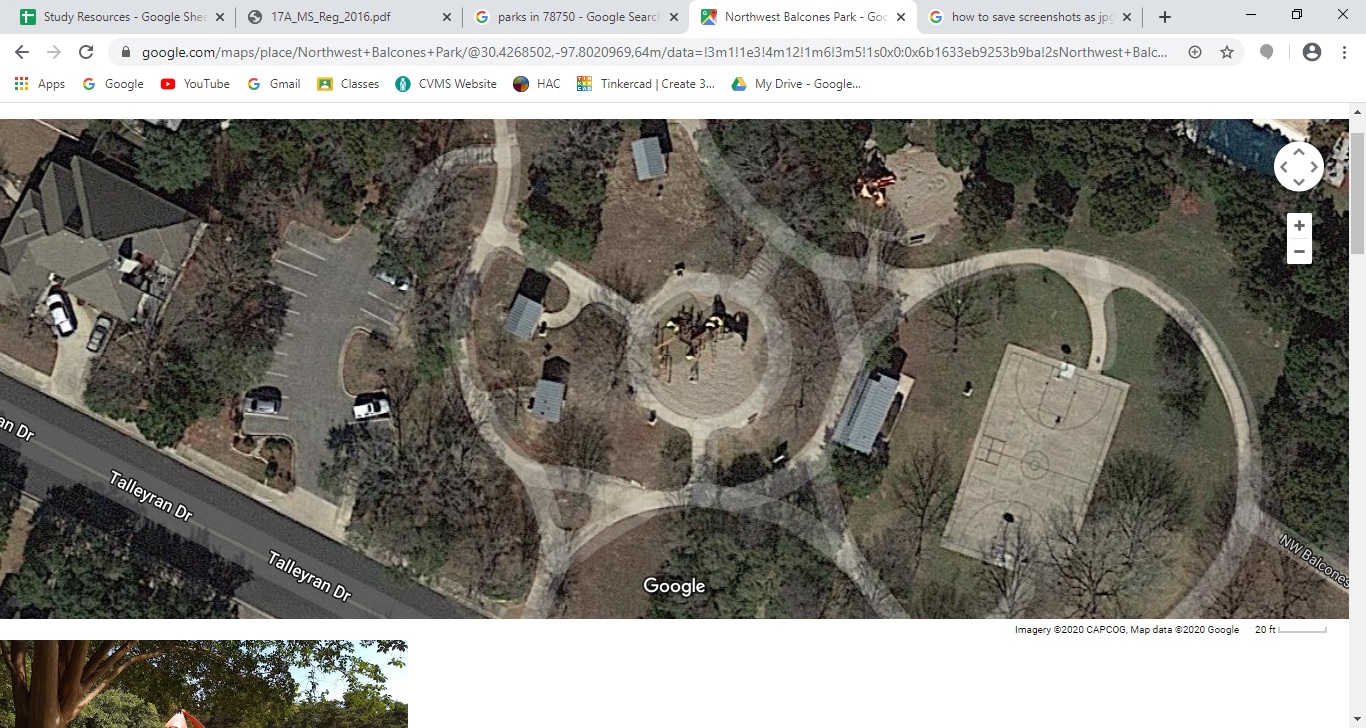 Study Resources - Google She
17A_MS_Reg_2016.pdf
parks in 78750 - Google Search
Northwest Balcones Park - Goo
how to save screenshots as jpg
google.com/maps/place/Northwest+Balcones+Park/@30.4268502,-97.8020969,64m/data=!3m1!1e3!4m12!1m6!3m5!1s0x0:0x6b1633eb9253b9ba!2sNorthwest+Balc...
Apps
Google
YouTube
Gmail
Classes
CVMS Website
HAC
Tinkercad | Create 3...
My Drive - Google...
an Dr
Talleyran Dr
Talleyran Dr
NW Balcones
Google
Imagery ©2020 CAPCOG, Map data ©2020 Google
20 ft